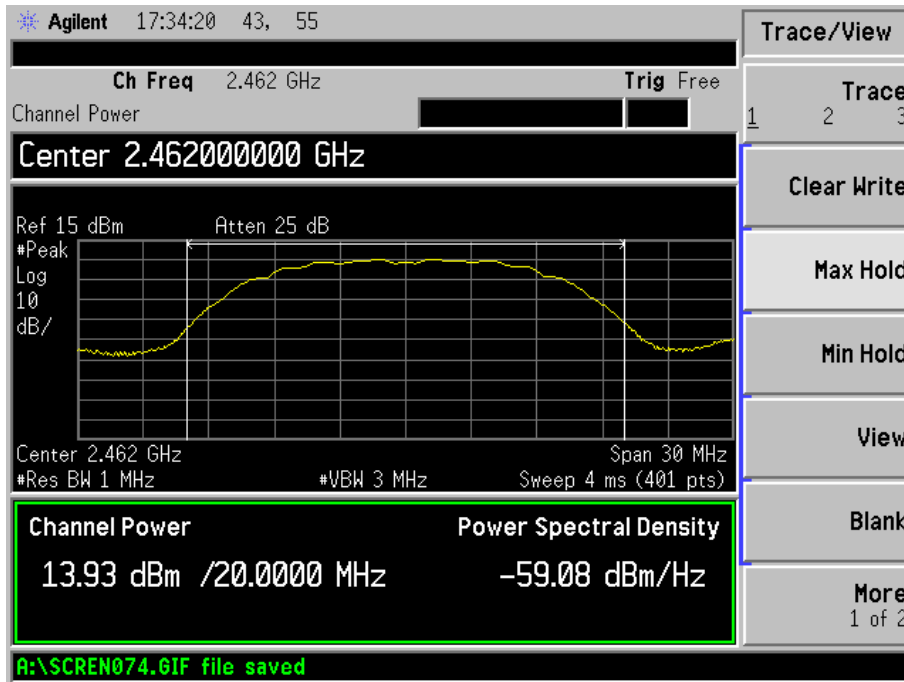 Agilent 17:34:20 43, 55
Trace/View
Ch Freq 2.462 GHz Trig Free
Channel Power
Trace
1 2 3
Center 2.462000000 GHz
Clear Write
Ref 15 dBm Atten 25 dB
#Peak
Log
10
dB/
Max Hold
Min Hold
View
Center 2.462 GHz Span 30 MHz
#Res BW 1 MHz #VBW 3 MHz Sweep 4 ms (401 pts)
Channel Power Power Spectral Density
13.93 dBm /20.0000 MHz -59.08 dBm/Hz
Blank
More
1 of 2
A:\SCREN074.GIF file saved